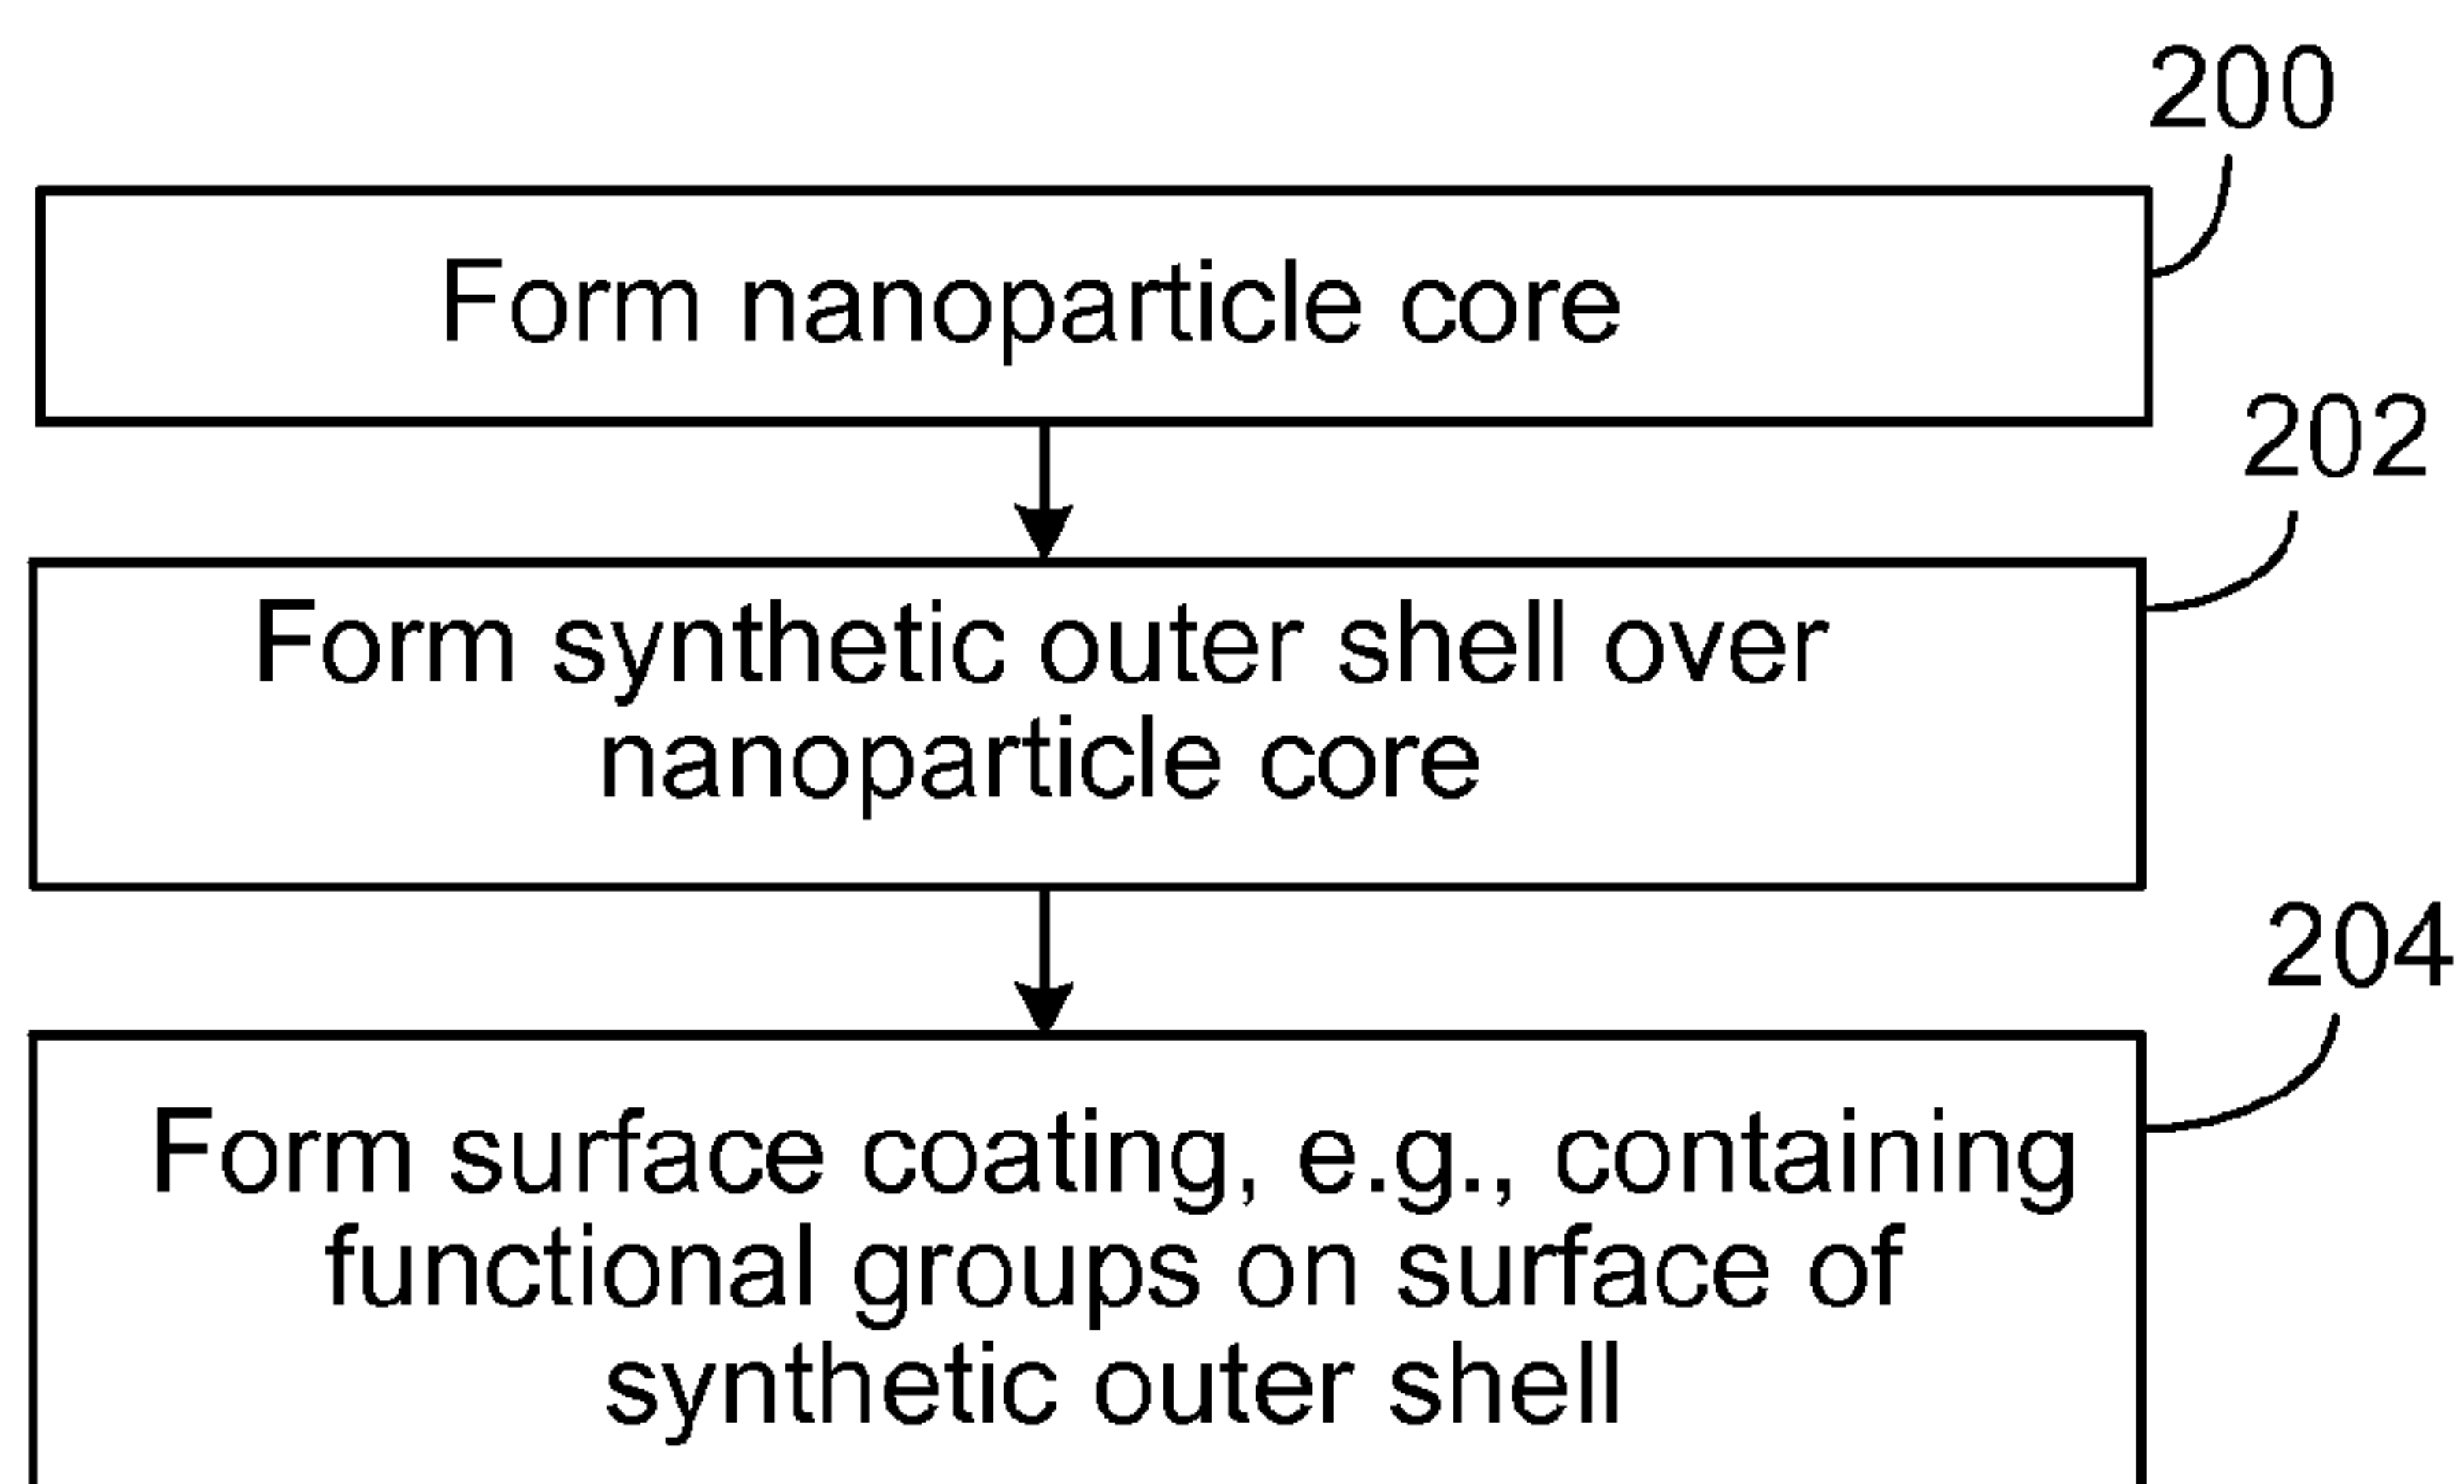 200
Form nanoparticle core
202
Form synthetic outer shell over
nanoparticle core
204
Form surface coating, e.g., containing
functional groups on surface of
synthetic outer shell